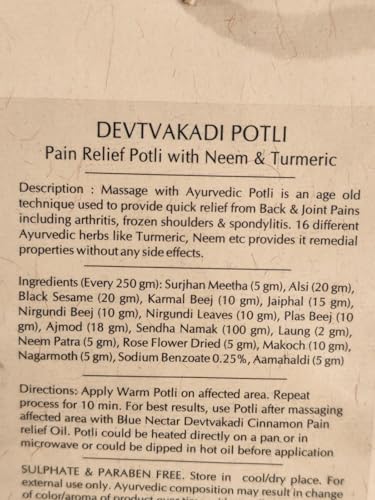 DEVTVAKADI POTLI
Pain Relief Potli with Neem & Turmeric
Description : Massage with Ayurvedic Potli is an age old
technique used to provide quick relief from Back & Joint Pains
including arthritis, frozen shoulders & spondylitis. 16 different
Ayurvedic herbs like Turmeric, Neem etc provides it remedial
properties without any side effects.
Ingredients (Every 250 gm): Surjhan Meetha (5 gm), Alsi (20 gm),
Black Sesame (20 gm), Karmal Beej (10 gm), Jaiphal (15 gm),
Nirgundi Beej (10 gm), Nirgundi Leaves (10 gm), Plas Beej (10
gm), Ajmod (18 gm), Sendha Namak (100 gm), Laung (2 gm),
Neem Patra (5 gm), Rose Flower Dried (5 gm), Makoch (10 gm),
Nagarmoth (5 gm), Sodium Benzoate 0.25%, Aamahaldi (5 gm)
Directions: Apply Warm Potli on affected area. Repeat
process for 10 min. For best results, use Potli after massaging
affected area with Blue Nectar Devtvakadi Cinnamon Pain
relief Oil. Potli could be heated directly on a pan or in
microwave or could be dipped in hot oil before application
SULPHATE & PARABEN FREE. Store in cool/dry place. For
external use only. Ayurvedic composition may result in change
of color/aroma of product over